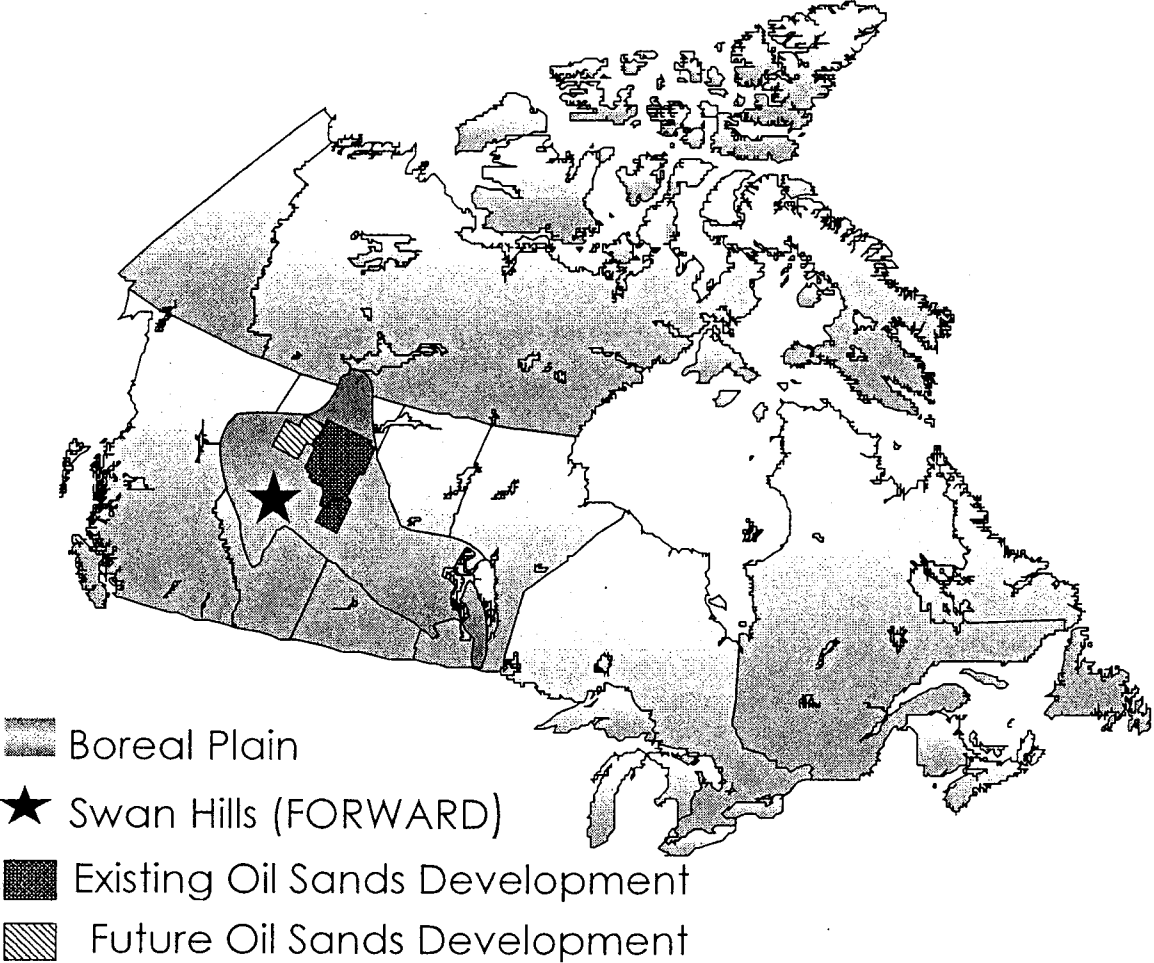 Boreal Plain
Swan Hills (FORWARD)
Existing Oil Sands Development
Future Oil Sands Development